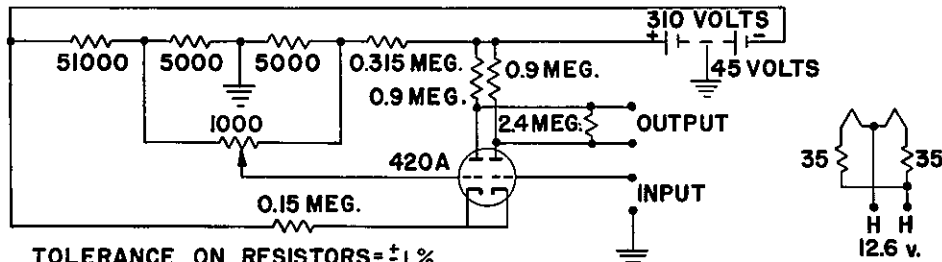 310 VOLTS
+ -
51000 5000 5000 0.315 MEG. 0.9 MEG. 45 VOLTS
0.9 MEG.
1000 2.4 MEG. OUTPUT
420A
35 35
INPUT
0.15 MEG.
H H
12.6 v.
TOLERANCE ON RESISTORS=±1%